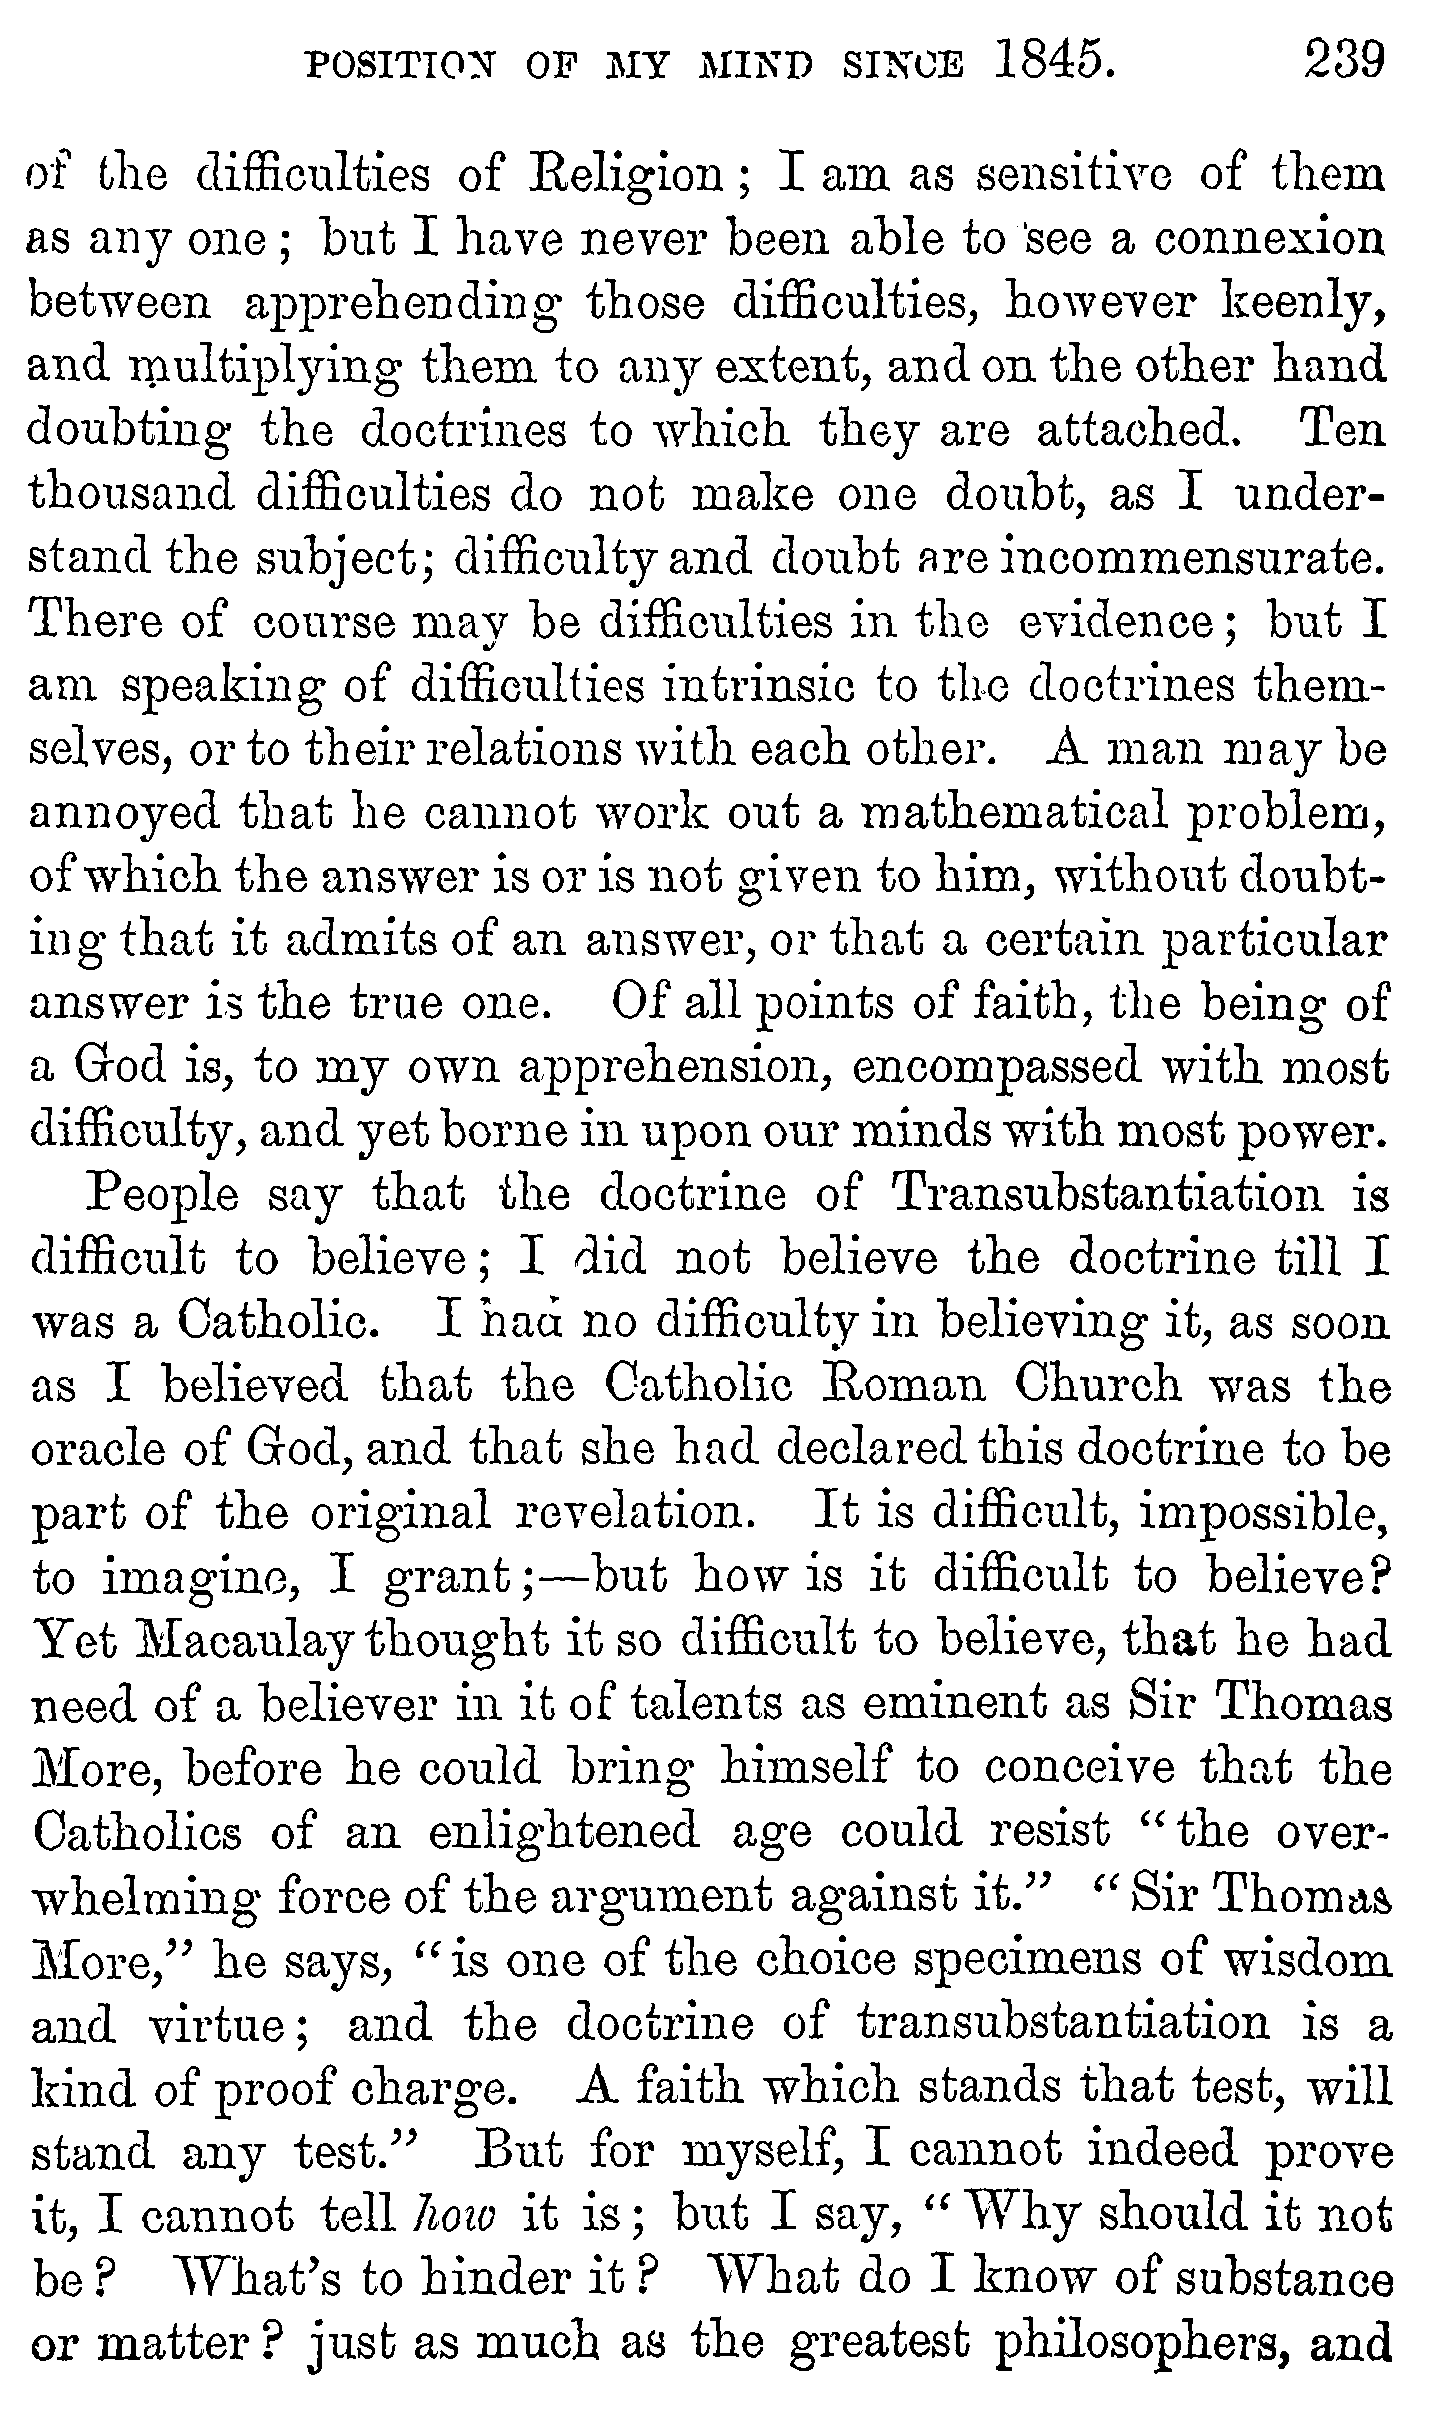 POSITION OF MY MIND SINCE 1845. 239
of the difficulties of Religion; I am as sensitive of them
as any one; but I have never been able to see a connexion
between apprehending those difficulties, however keenly,
and multiplying them to any extent, and on the other hand
doubting the doctrines to which they are attached. Ten
thousand difficulties do not make one doubt, as I under-
stand the subject; difficulty and doubt are incommensurate.
There of course may be difficulties in the evidence; but I
am speaking of difficulties intrinsic to the doctrines them-
selves, or to their relations with each other. A man may be
annoyed that he cannot work out a mathematical problem,
of which the answer is or is not given to him, without doubt-
ing that it admits of an answer, or that a certain particular
answer is the true one. Of all points of faith, the being of
a God is, to my own apprehension, encompassed with most
difficulty, and yet borne in upon our minds with most power.
People say that the doctrine of Transubstantiation is
difficult to believe; I did not believe the doctrine till I
was a Catholic. I had no difficulty in believing it, as soon
as I believed that the Catholic Roman Church was the
oracle of God, and that she had declared this doctrine to be
part of the original revelation. It is difficult, impossible,
to imagine, I grant;—but how is it difficult to believe?
Yet Macaulay thought it so difficult to believe, that he had
need of a believer in it of talents as eminent as Sir Thomas
More, before he could bring himself to conceive that the
Catholics of an enlightened age could resist “the over-
whelming force of the argument against it.” “Sir Thomas
More,” he says, “is one of the choice specimens of wisdom
and virtue; and the doctrine of transubstantiation is a
kind of proof charge. A faith which stands that test, will
stand any test.” But for myself, I cannot indeed prove
it, I cannot tell how it is; but I say, “Why should it not
be? What’s to hinder it? What do I know of substance
or matter? just as much as the greatest philosophers, and